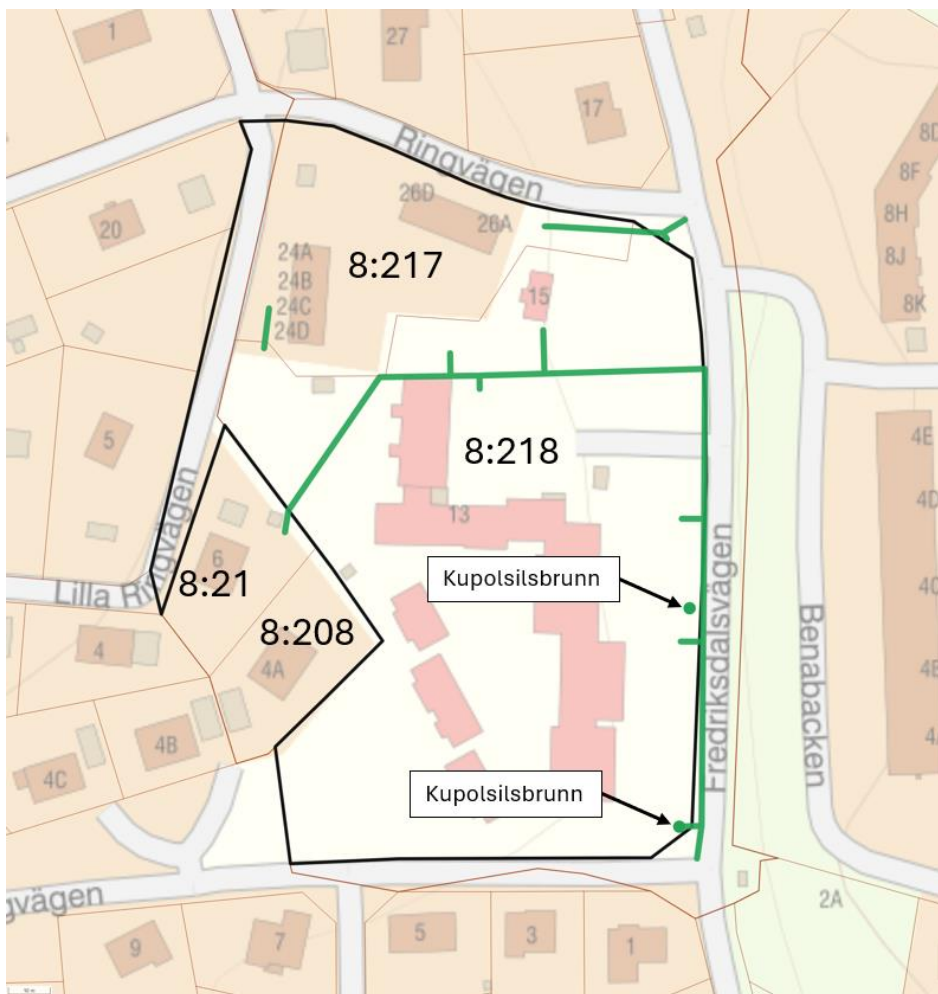 1
27
17
Ringvägen
8D
8F
8H
8J
8K
20
26D
26A
24A
24B
24C
24D
8:217
15
5
8:218
13
4E
4D
Lilla Ringvägen
6
8:21
Kupolsilsbrunn
8:208
4
4A
Fredriksdalsvägen
Benabacken
4B
4C
Kupolsilsbrunn
gvägen
2A
9
7
5
3
1